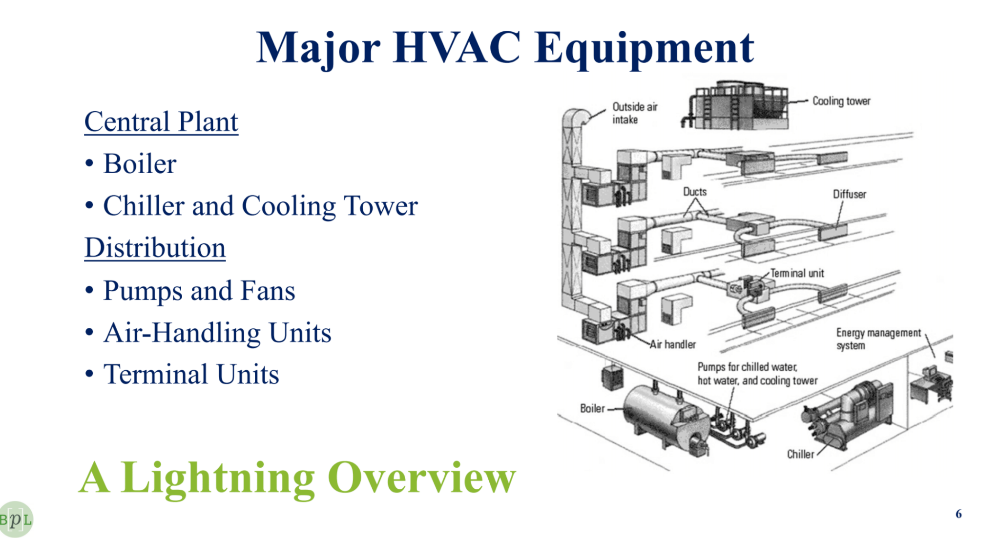 Major HVAC Equipment
Central Plant
• Boiler
• Chiller and Cooling Tower
Distribution
• Pumps and Fans
• Air-Handling Units
• Terminal Units
A Lightning Overview
Outside air
intake
Cooling tower
Ducts
Diffuser
Terminal unit
Air handler
Energy management
system
Pumps for chilled water,
hot water, and cooling tower
Boiler
Chiller
B[p]L
6